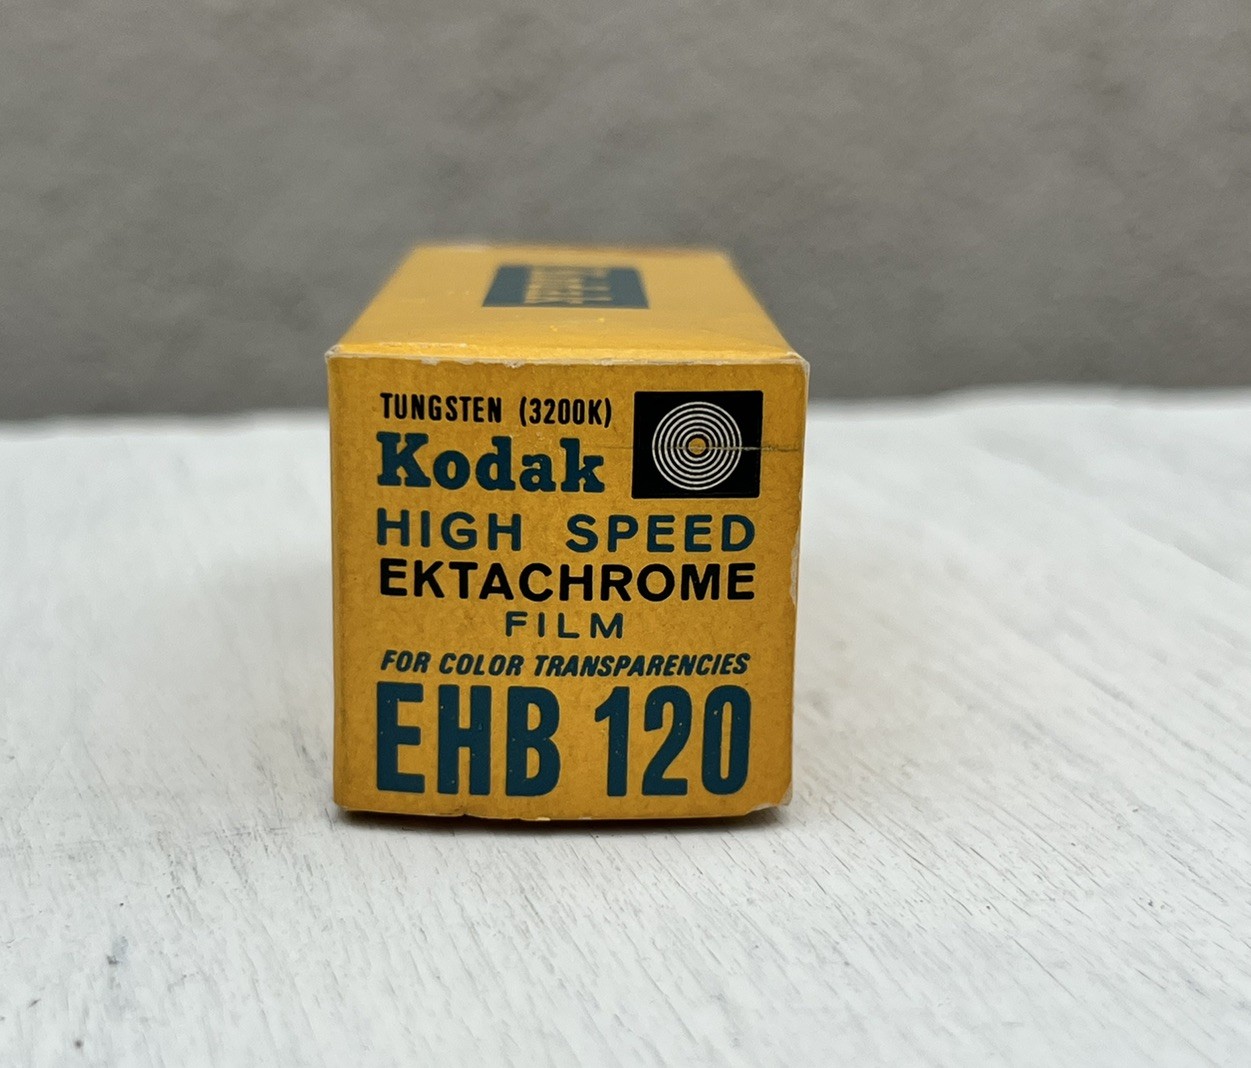 TUNGSTEN (3200K)
Kodak
HIGH SPEED
EKTACHROME
FILM
FOR COLOR TRANSPARENCIES
EHB 120